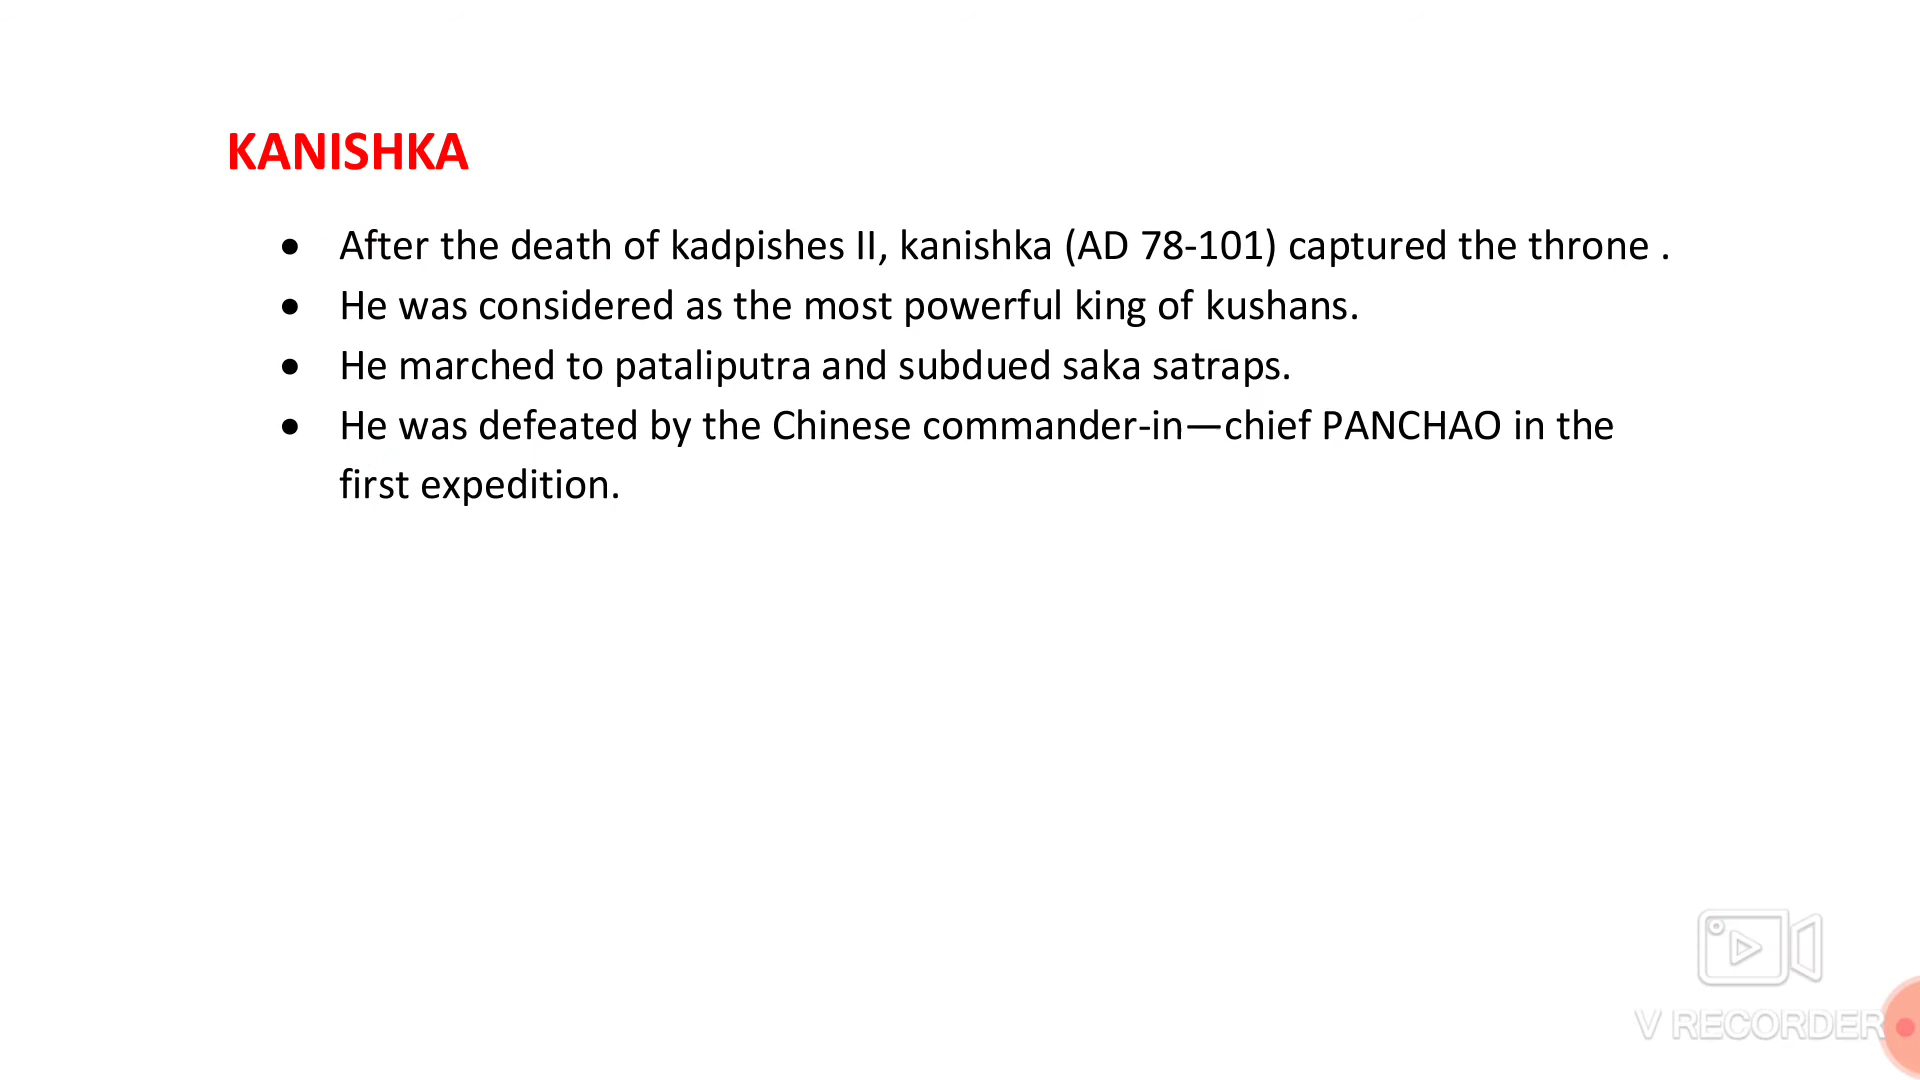 KANISHKA
• After the death of kadpishes II, kanishka (AD 78-101) captured the throne .
• He was considered as the most powerful king of kushans.
• He marched to pataliputra and subdued saka satraps.
• He was defeated by the Chinese commander-in—chief PANCHAO in the
first expedition.
V RECORDER